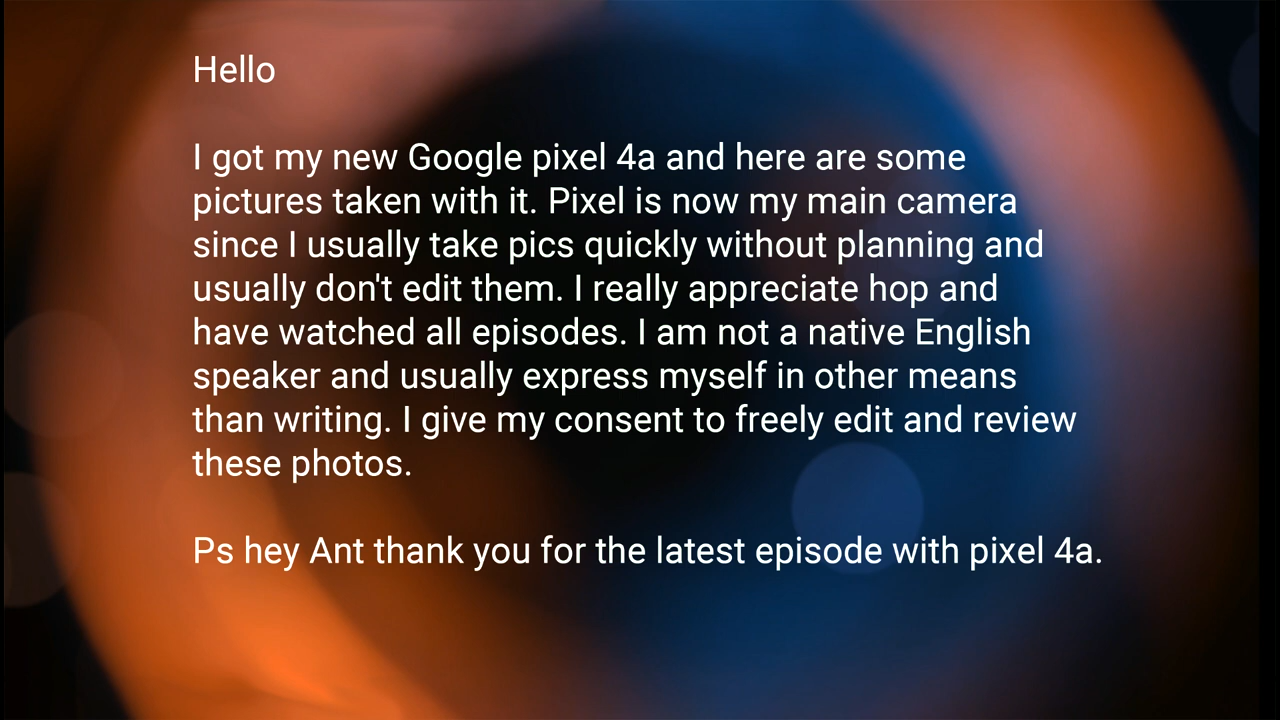 Hello
I got my new Google pixel 4a and here are some
pictures taken with it. Pixel is now my main camera
since I usually take pics quickly without planning and
usually don't edit them. I really appreciate hop and
have watched all episodes. I am not a native English
speaker and usually express myself in other means
than writing. I give my consent to freely edit and review
these photos.
Ps hey Ant thank you for the latest episode with pixel 4a.